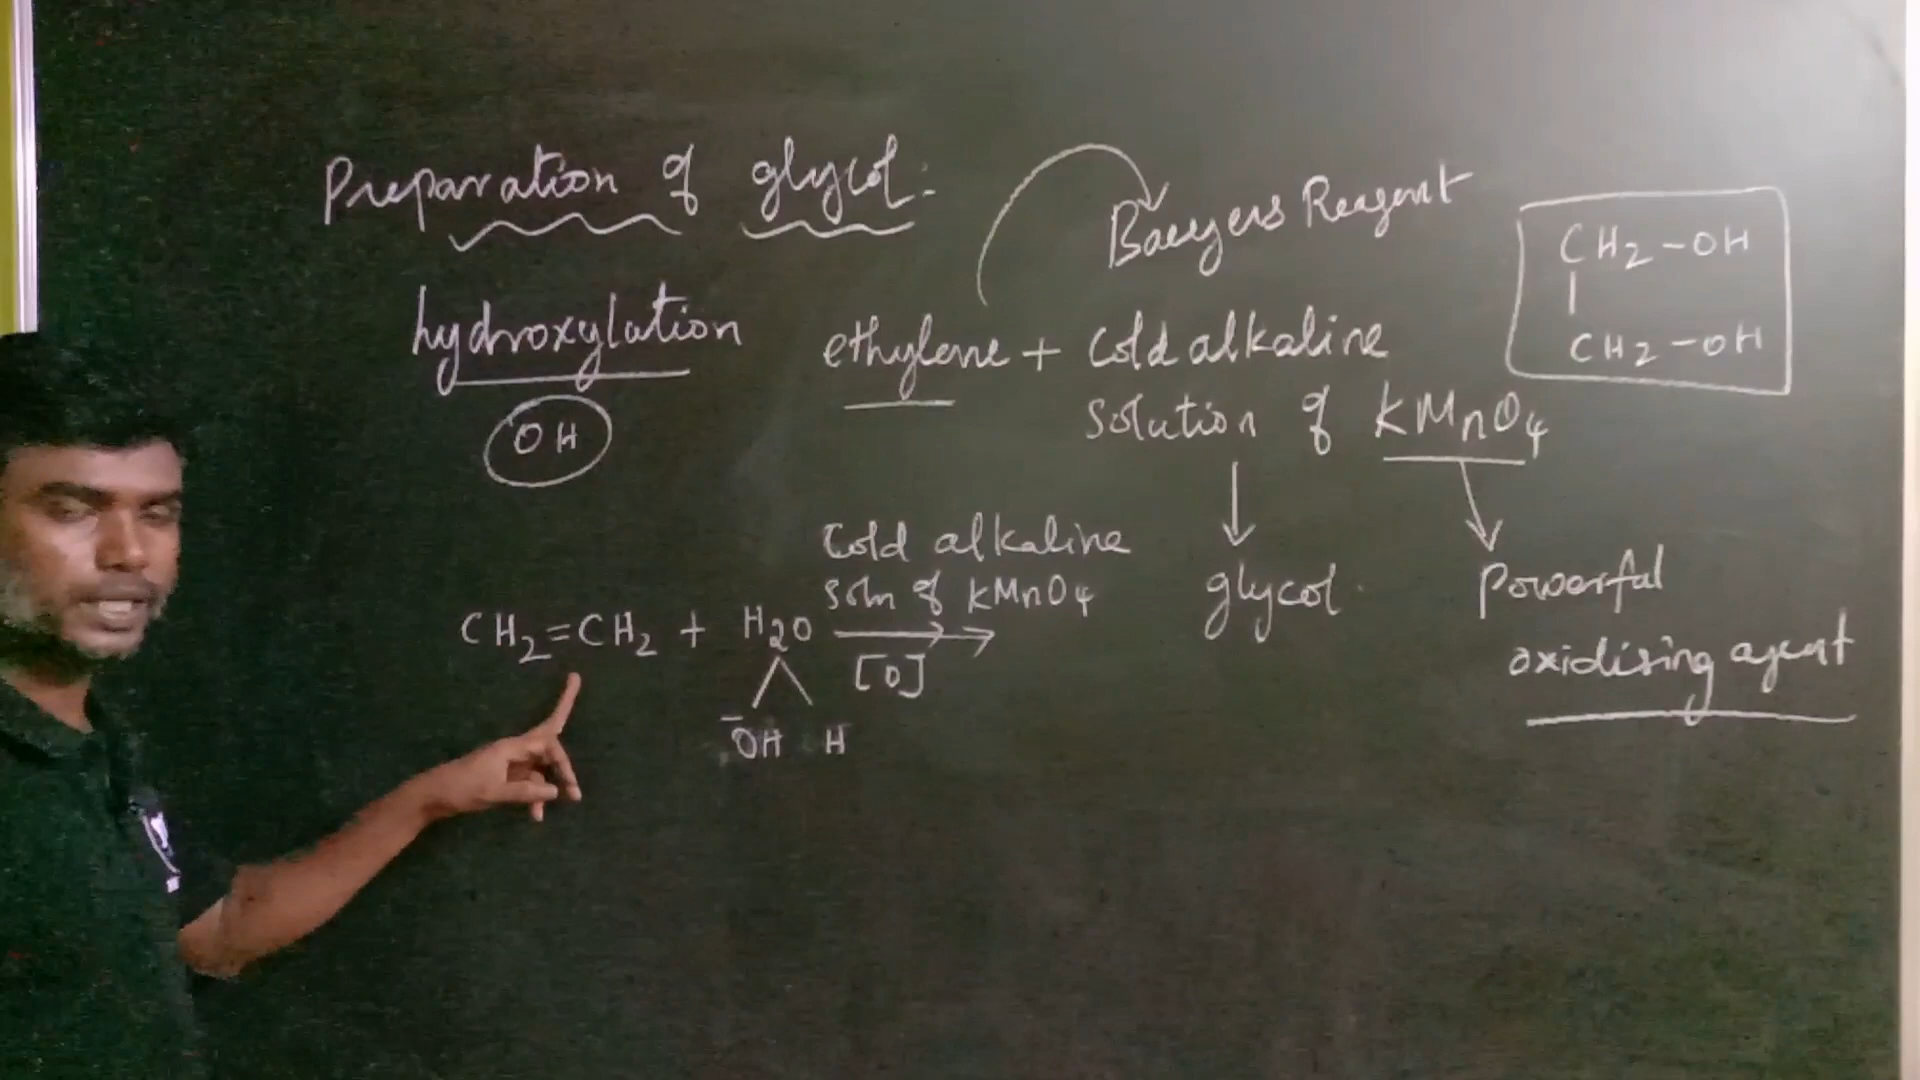 Preparation of glycol:
Baeyers Reagent
CH2-OH
|
CH2-OH
hydroxylation
OH
ethylene + Cold alkaline
solution of KMnO4
glycol.
Powerful
oxidising agent
Cold alkaline
soln of KMnO4
CH2=CH2 + H2O
[O]
-OH H